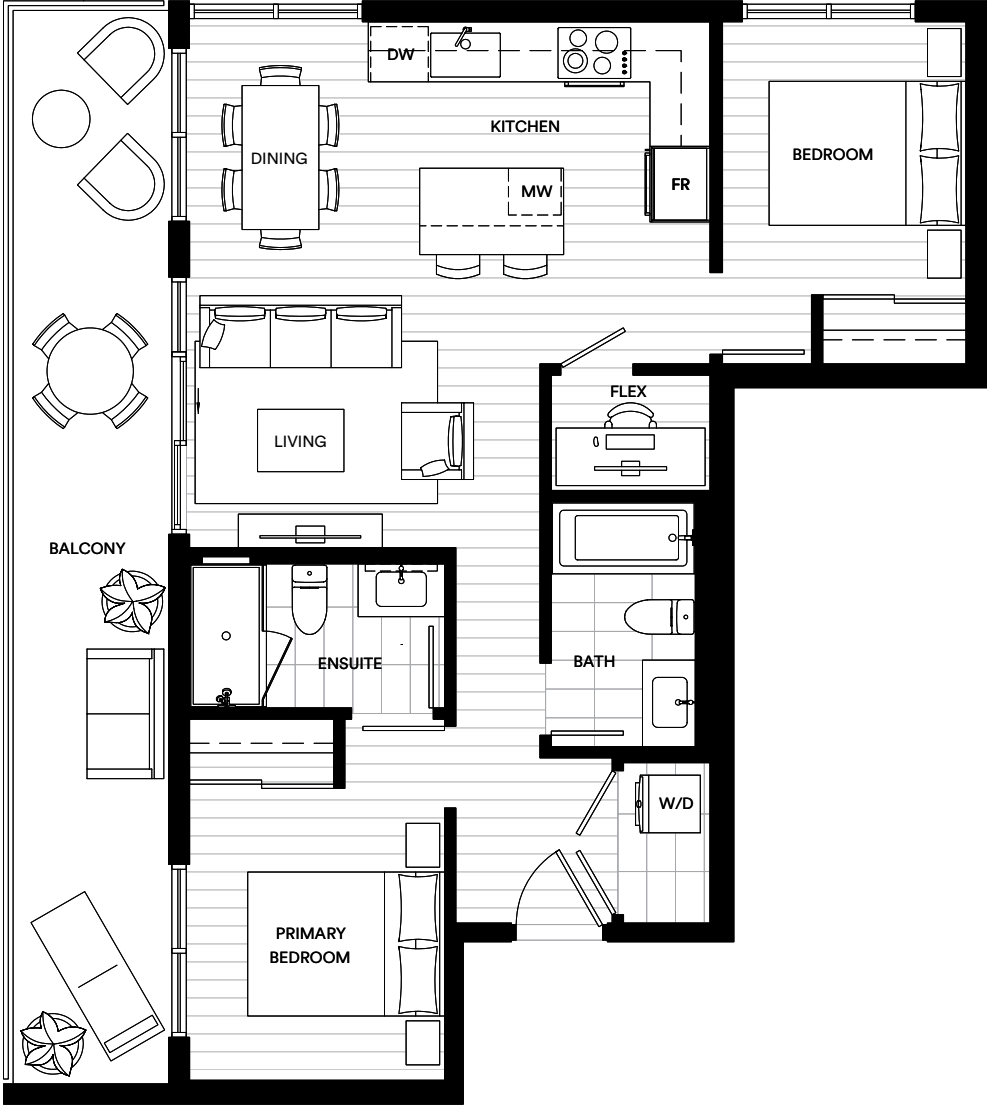 DW
KITCHEN
DINING
BEDROOM
MW
FR
FLEX
LIVING
BALCONY
ENSUITE
BATH
W/D
PRIMARY
BEDROOM